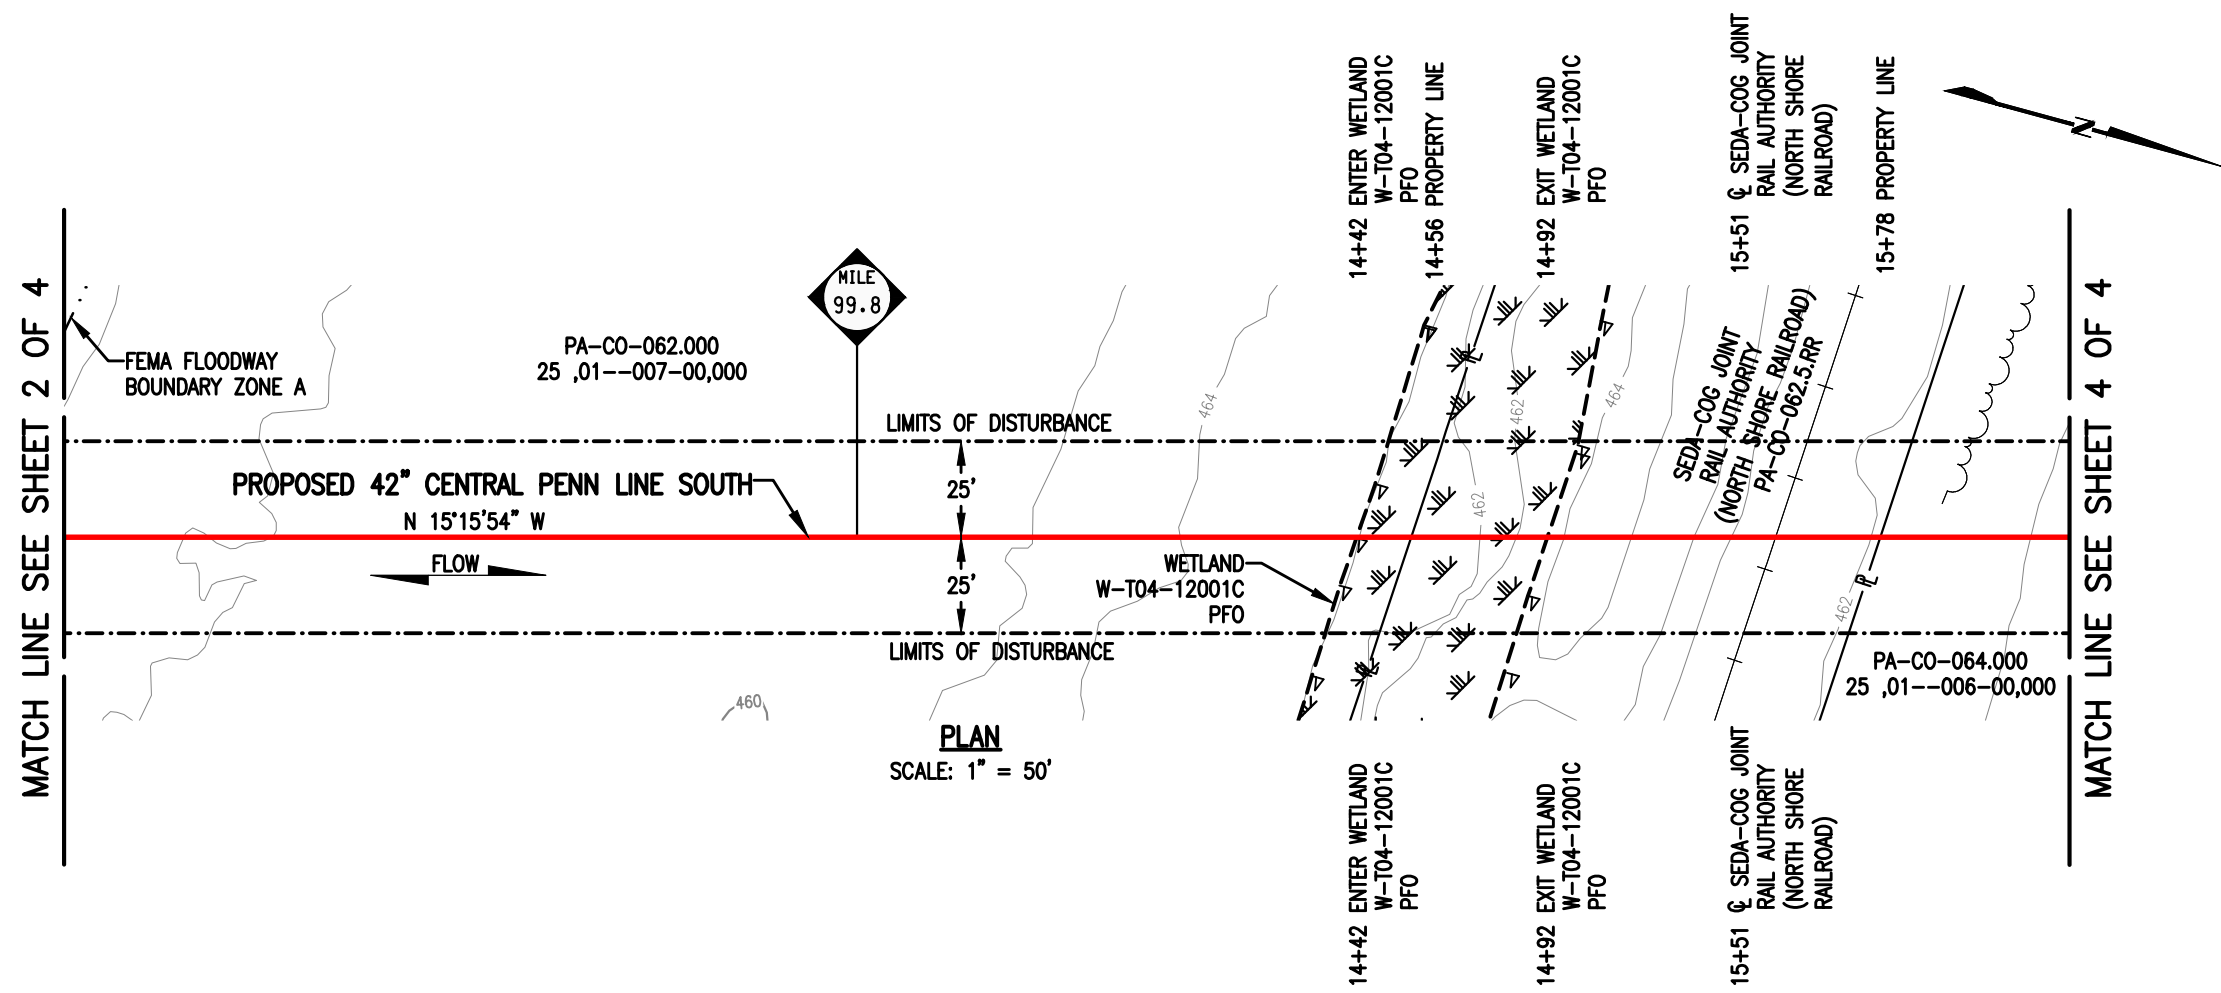 14+42 ENTER WETLAND
W-T04-12001C
PFO
14+56 PROPERTY LINE
14+92 EXIT WETLAND
W-T04-12001C
PFO
15+51 ℄ SEDA-COG JOINT
RAIL AUTHORITY
(NORTH SHORE
RAILROAD)
15+78 PROPERTY LINE
N
MATCH LINE SEE SHEET 2 OF 4
FEMA FLOODWAY
BOUNDARY ZONE A
PA-CO-062.000
25 ,01--007-00,000
MILE
99.8
LIMITS OF DISTURBANCE
PROPOSED 42" CENTRAL PENN LINE SOUTH
N 15°15'54" W
FLOW
25'
25'
LIMITS OF DISTURBANCE
WETLAND
W-T04-12001C
PFO
464
462
462
464
462
460
PL
PL
PL
SEDA-COG JOINT
RAIL AUTHORITY
(NORTH SHORE RAILROAD)
PA-CO-062.5.RR
PA-CO-064.000
25 ,01--006-00,000
MATCH LINE SEE SHEET 4 OF 4
PLAN
SCALE: 1" = 50'
14+42 ENTER WETLAND
W-T04-12001C
PFO
14+92 EXIT WETLAND
W-T04-12001C
PFO
15+51 ℄ SEDA-COG JOINT
RAIL AUTHORITY
(NORTH SHORE
RAILROAD)